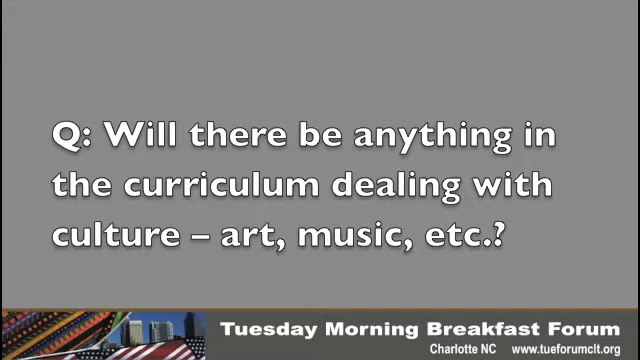 Q: Will there be anything in
the curriculum dealing with
culture – art, music, etc.?
Tuesday Morning Breakfast Forum
Charlotte NC www.tueforumclt.org